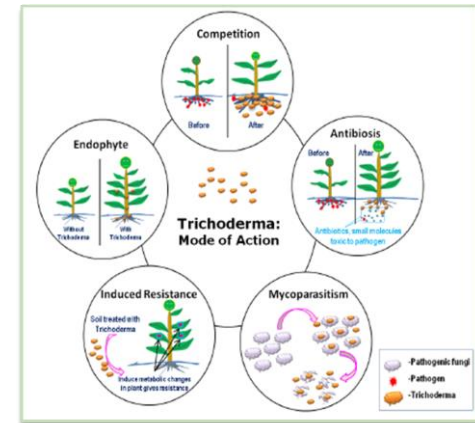 Competition
Before
After
Endophyte
Without
Trichoderma
With
Trichoderma
Antibiosis
Before
After
Antibiotics, small molecules
toxic to pathogen
Trichoderma:
Mode of Action
Induced Resistance
Soil treated with
Trichoderma
Induce metabolic changes
in plant gives resistance
Mycoparasitism
-Pathogenic fungi
-Pathogen
-Trichoderma